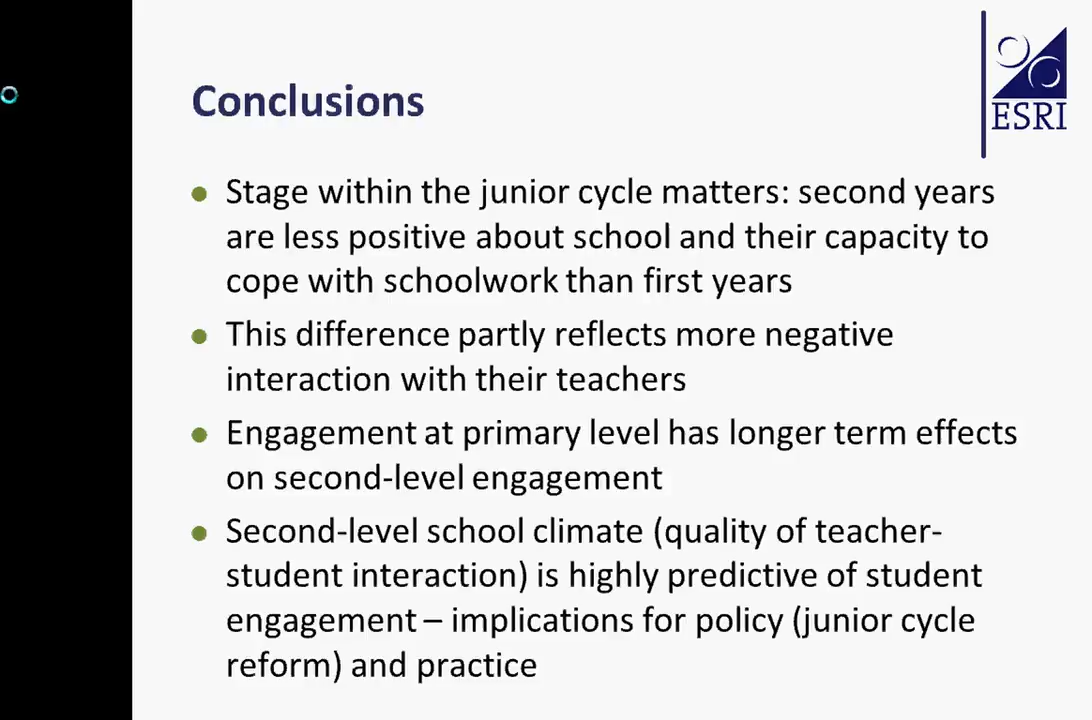 ESRI
Conclusions
Stage within the junior cycle matters: second years
are less positive about school and their capacity to
cope with schoolwork than first years
This difference partly reflects more negative
interaction with their teachers
Engagement at primary level has longer term effects
on second-level engagement
Second-level school climate (quality of teacher-
student interaction) is highly predictive of student
engagement – implications for policy (junior cycle
reform) and practice